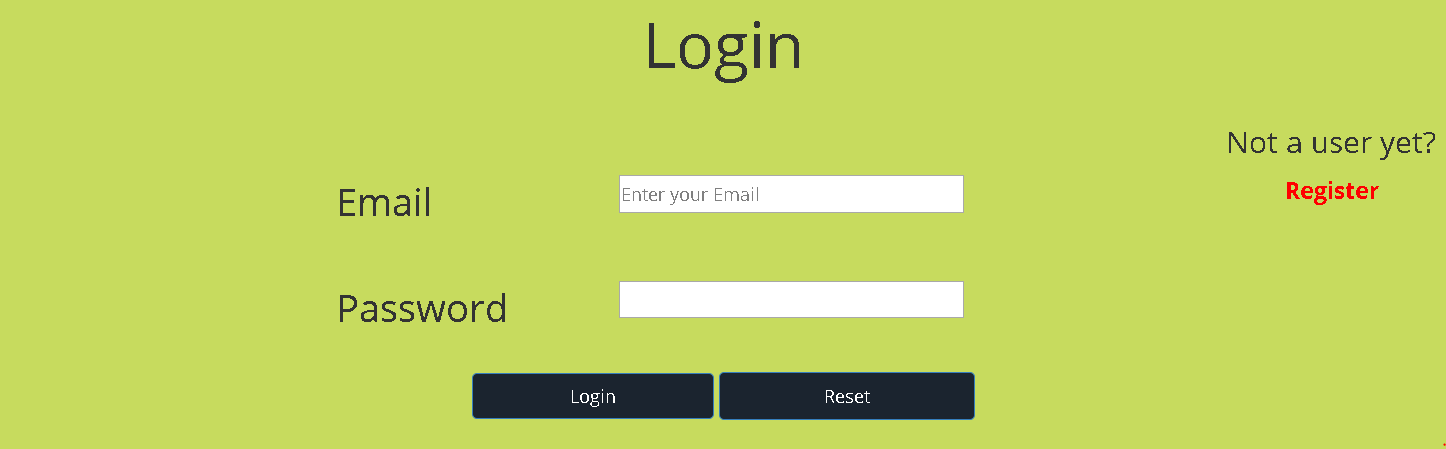 Login
Not a user yet?
Register
Email
Enter your Email
Password
Login
Reset